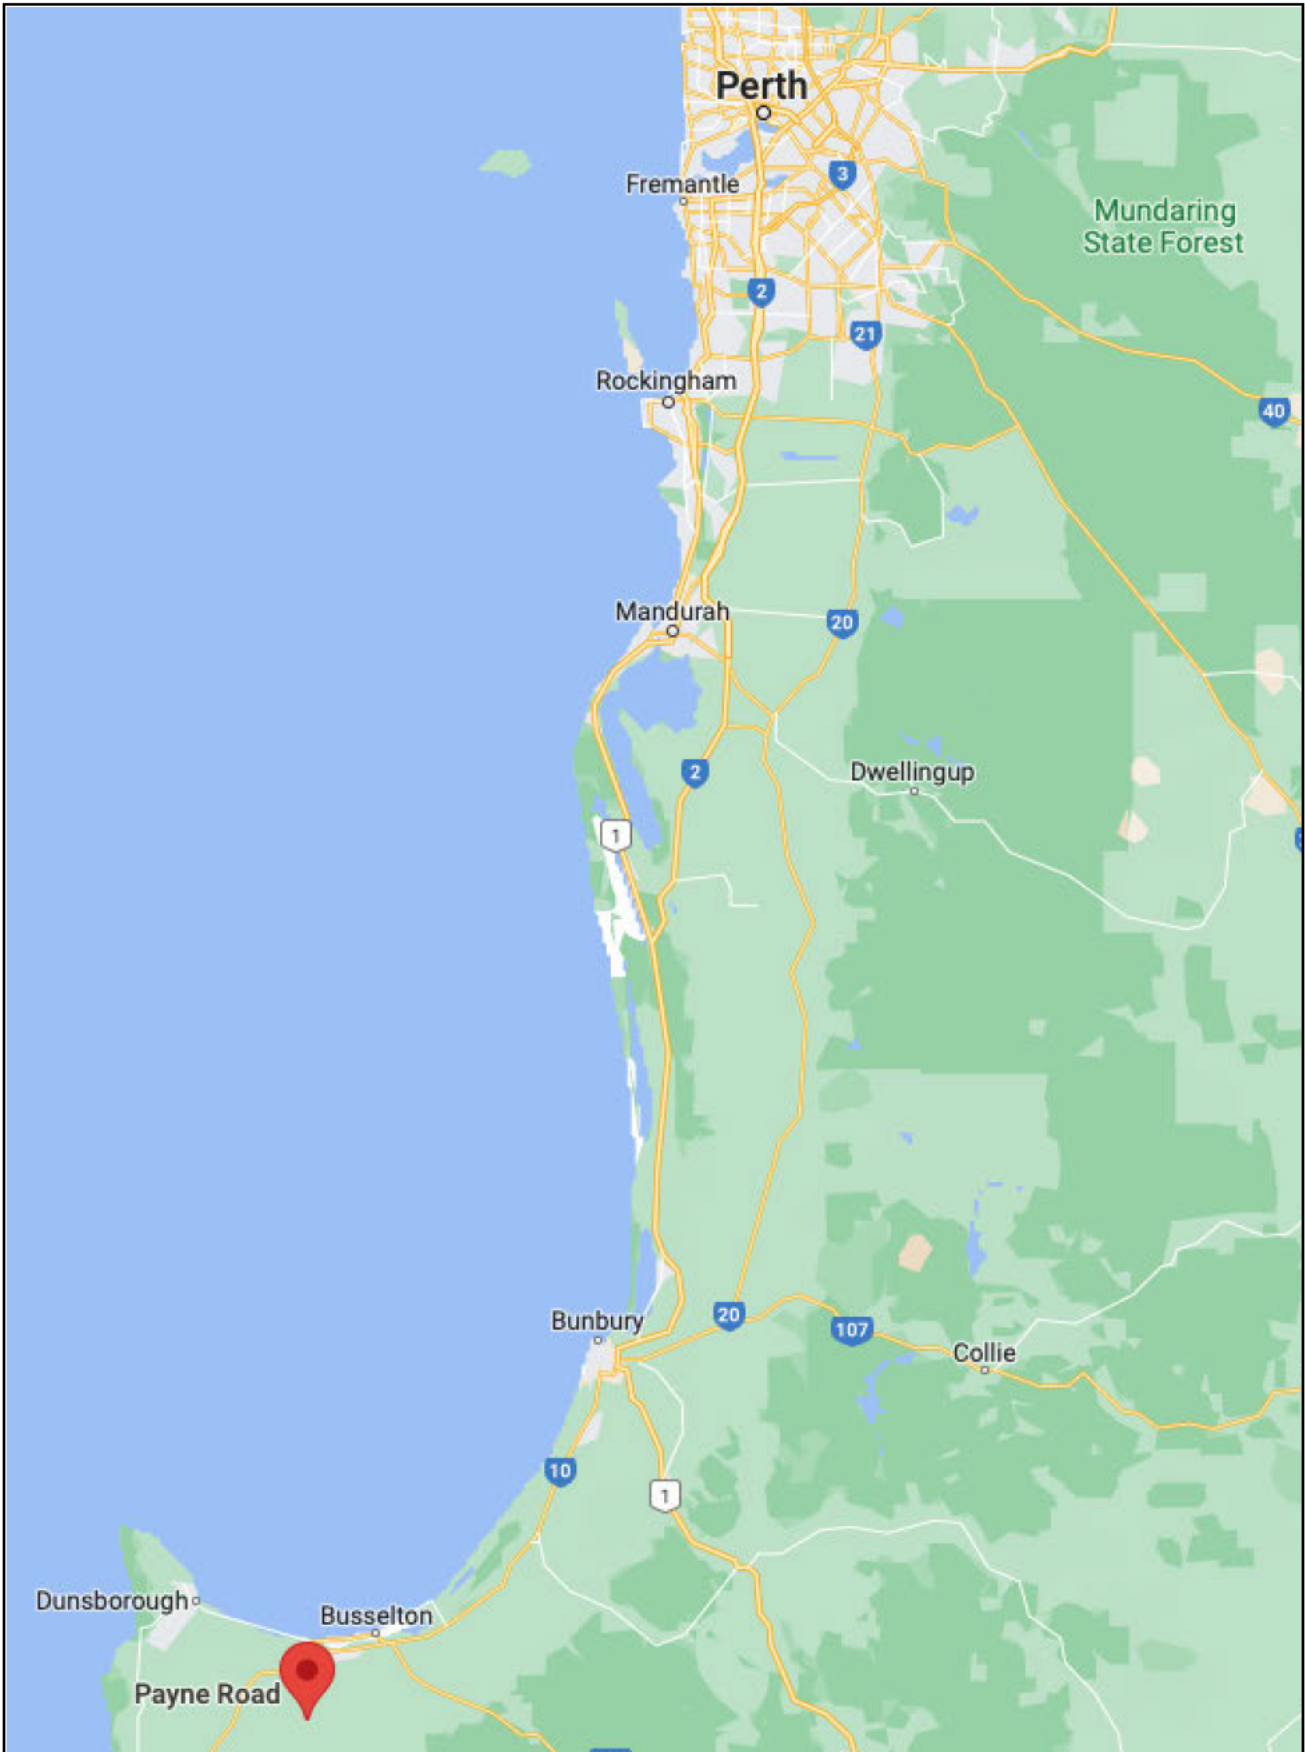 Perth
Fremantle
3
Mundaring
State Forest
2
21
Rockingham
40
Mandurah
20
2
Dwellingup
1
Bunbury
20
107
Collie
10
1
Dunsborough
Busselton
Payne Road